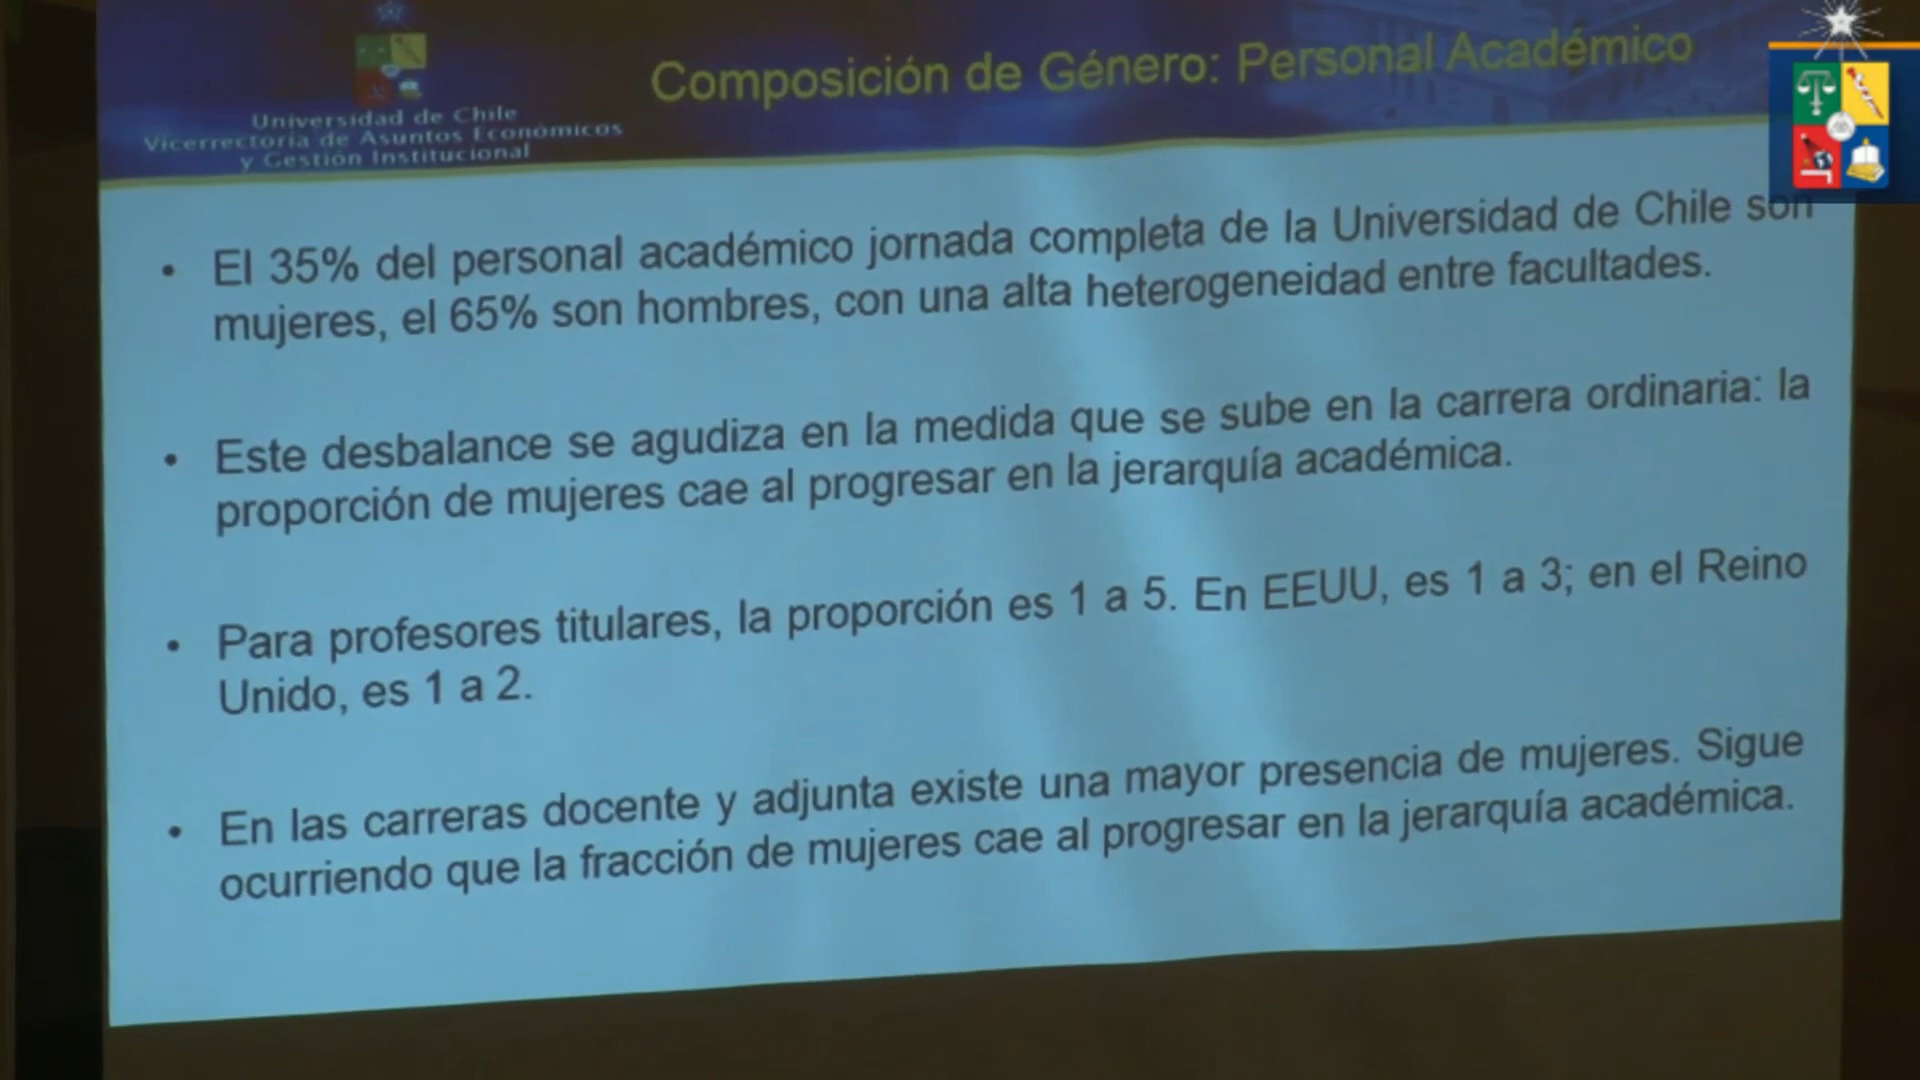 Universidad de Chile
Vicerrectoría de Asuntos Económicos
y Gestión Institucional
Composición de Género: Personal Académico
• El 35% del personal académico jornada completa de la Universidad de Chile son
mujeres, el 65% son hombres, con una alta heterogeneidad entre facultades.
• Este desbalance se agudiza en la medida que se sube en la carrera ordinaria: la
proporción de mujeres cae al progresar en la jerarquía académica.
• Para profesores titulares, la proporción es 1 a 5. En EEUU, es 1 a 3; en el Reino
Unido, es 1 a 2.
• En las carreras docente y adjunta existe una mayor presencia de mujeres. Sigue
ocurriendo que la fracción de mujeres cae al progresar en la jerarquía académica.